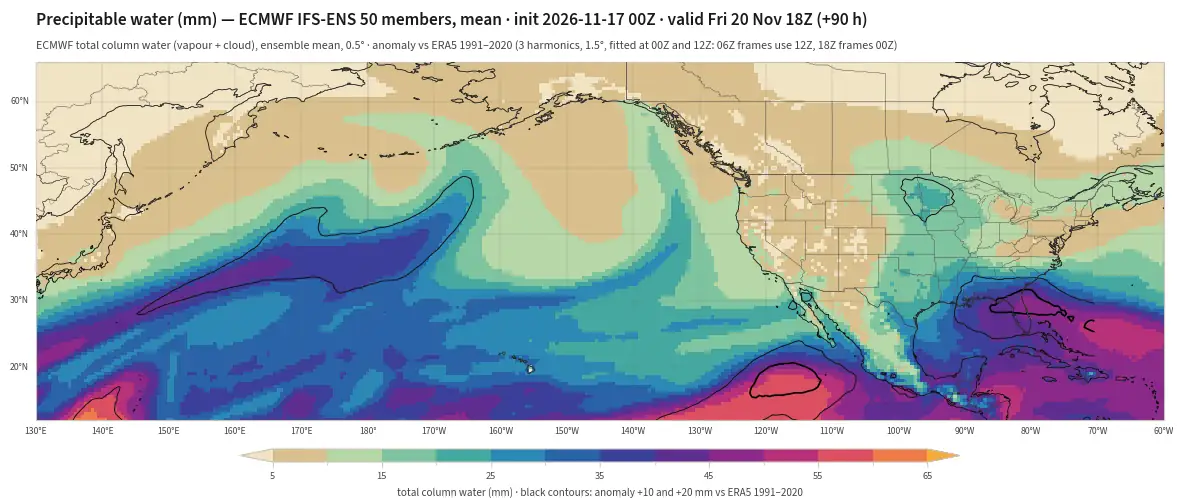 Precipitable water (mm) — ECMWF IFS-ENS 50 members, mean · init 2026-11-17 00Z · valid Fri 20 Nov 18Z (+90 h)
ECMWF total column water (vapour + cloud), ensemble mean, 0.5° · anomaly vs ERA5 1991–2020 (3 harmonics, 1.5°, fitted at 00Z and 12Z: 06Z frames use 12Z, 18Z frames 00Z)
60°N
50°N
40°N
30°N
20°N
130°E 140°E 150°E 160°E 170°E 180° 170°W 160°W 150°W 140°W 130°W 120°W 110°W 100°W 90°W 80°W 70°W 60°W
5 15 25 35 45 55 65
total column water (mm) · black contours: anomaly +10 and +20 mm vs ERA5 1991–2020